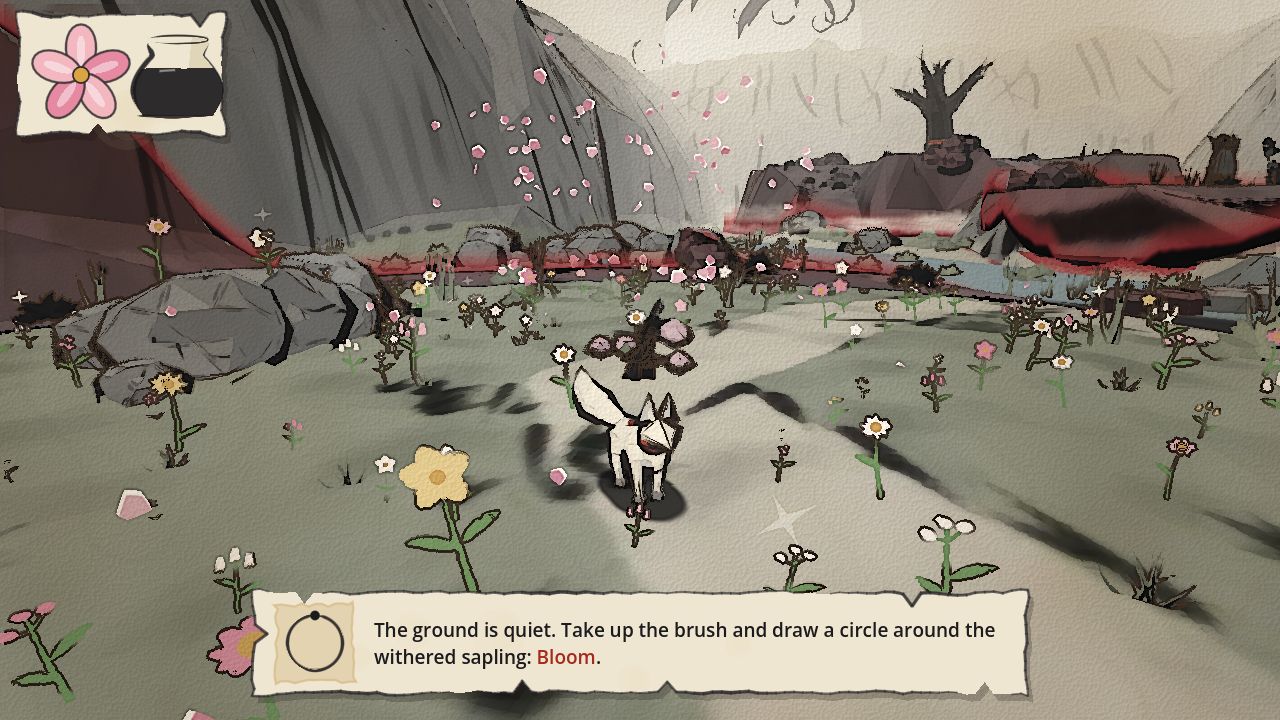 The ground is quiet. Take up the brush and draw a circle around the
withered sapling: Bloom.